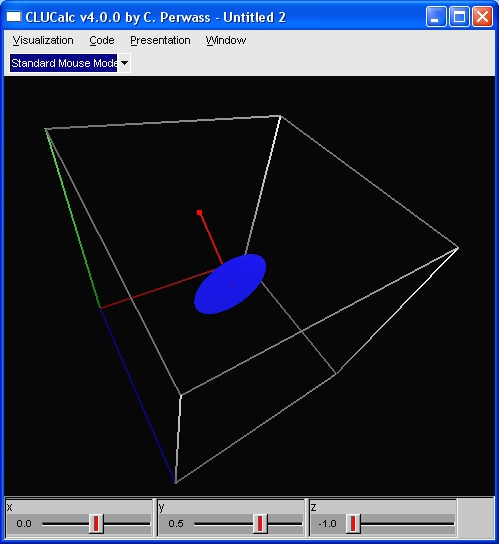 CLUCalc v4.0.0 by C. Perwass - Untitled 2
Visualization Code Presentation Window
Standard Mouse Mode
x y z
0.0 0.5 -1.0